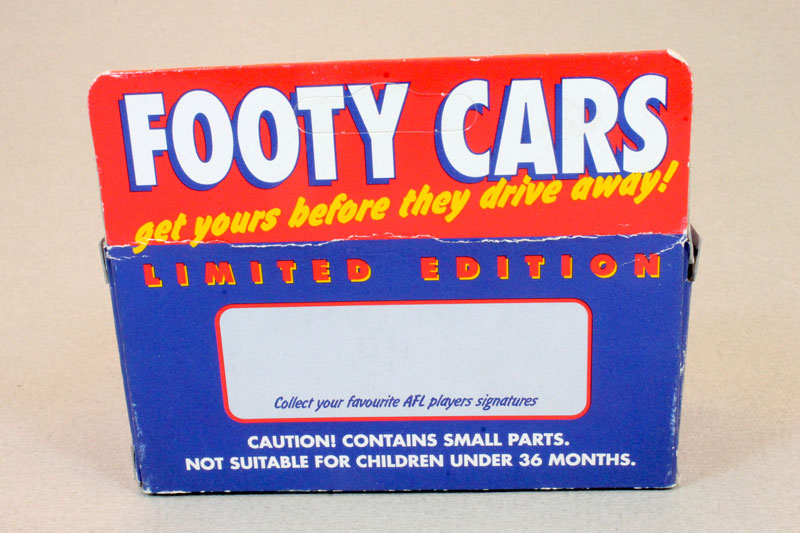 FOOTY CARS
get yours before they drive away!
LIMITED EDITION
Collect your favourite AFL players signatures
CAUTION! CONTAINS SMALL PARTS.
NOT SUITABLE FOR CHILDREN UNDER 36 MONTHS.